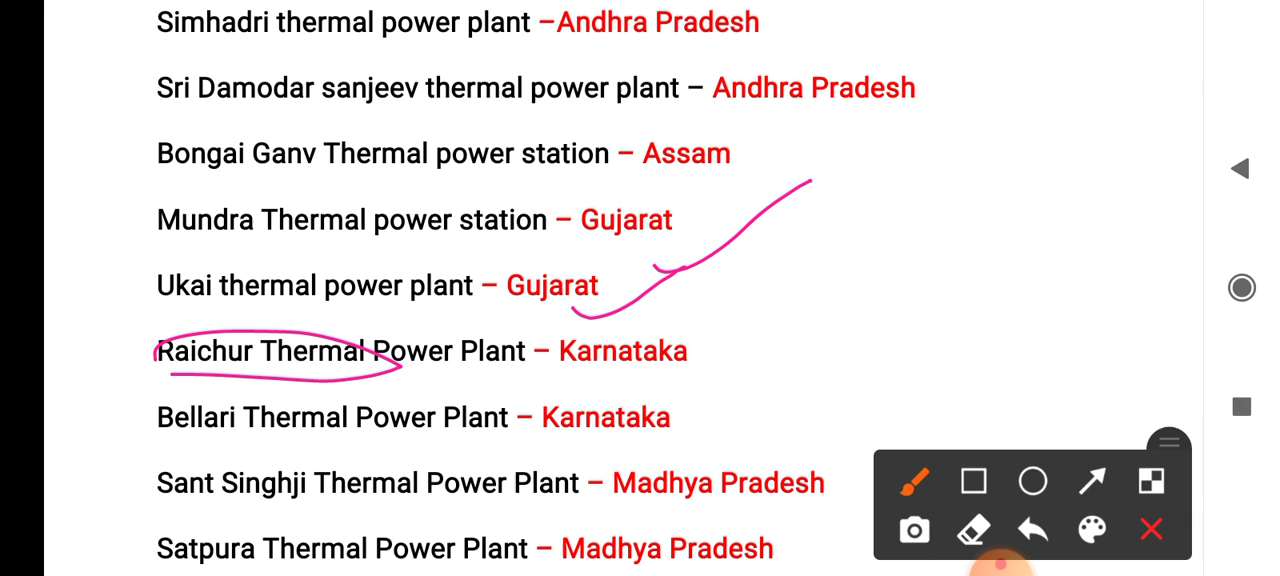 Simhadri thermal power plant –Andhra Pradesh
Sri Damodar sanjeev thermal power plant – Andhra Pradesh
Bongai Ganv Thermal power station – Assam
Mundra Thermal power station – Gujarat
Ukai thermal power plant – Gujarat
Raichur Thermal Power Plant – Karnataka
Bellari Thermal Power Plant – Karnataka
Sant Singhji Thermal Power Plant – Madhya Pradesh
Satpura Thermal Power Plant – Madhya Pradesh